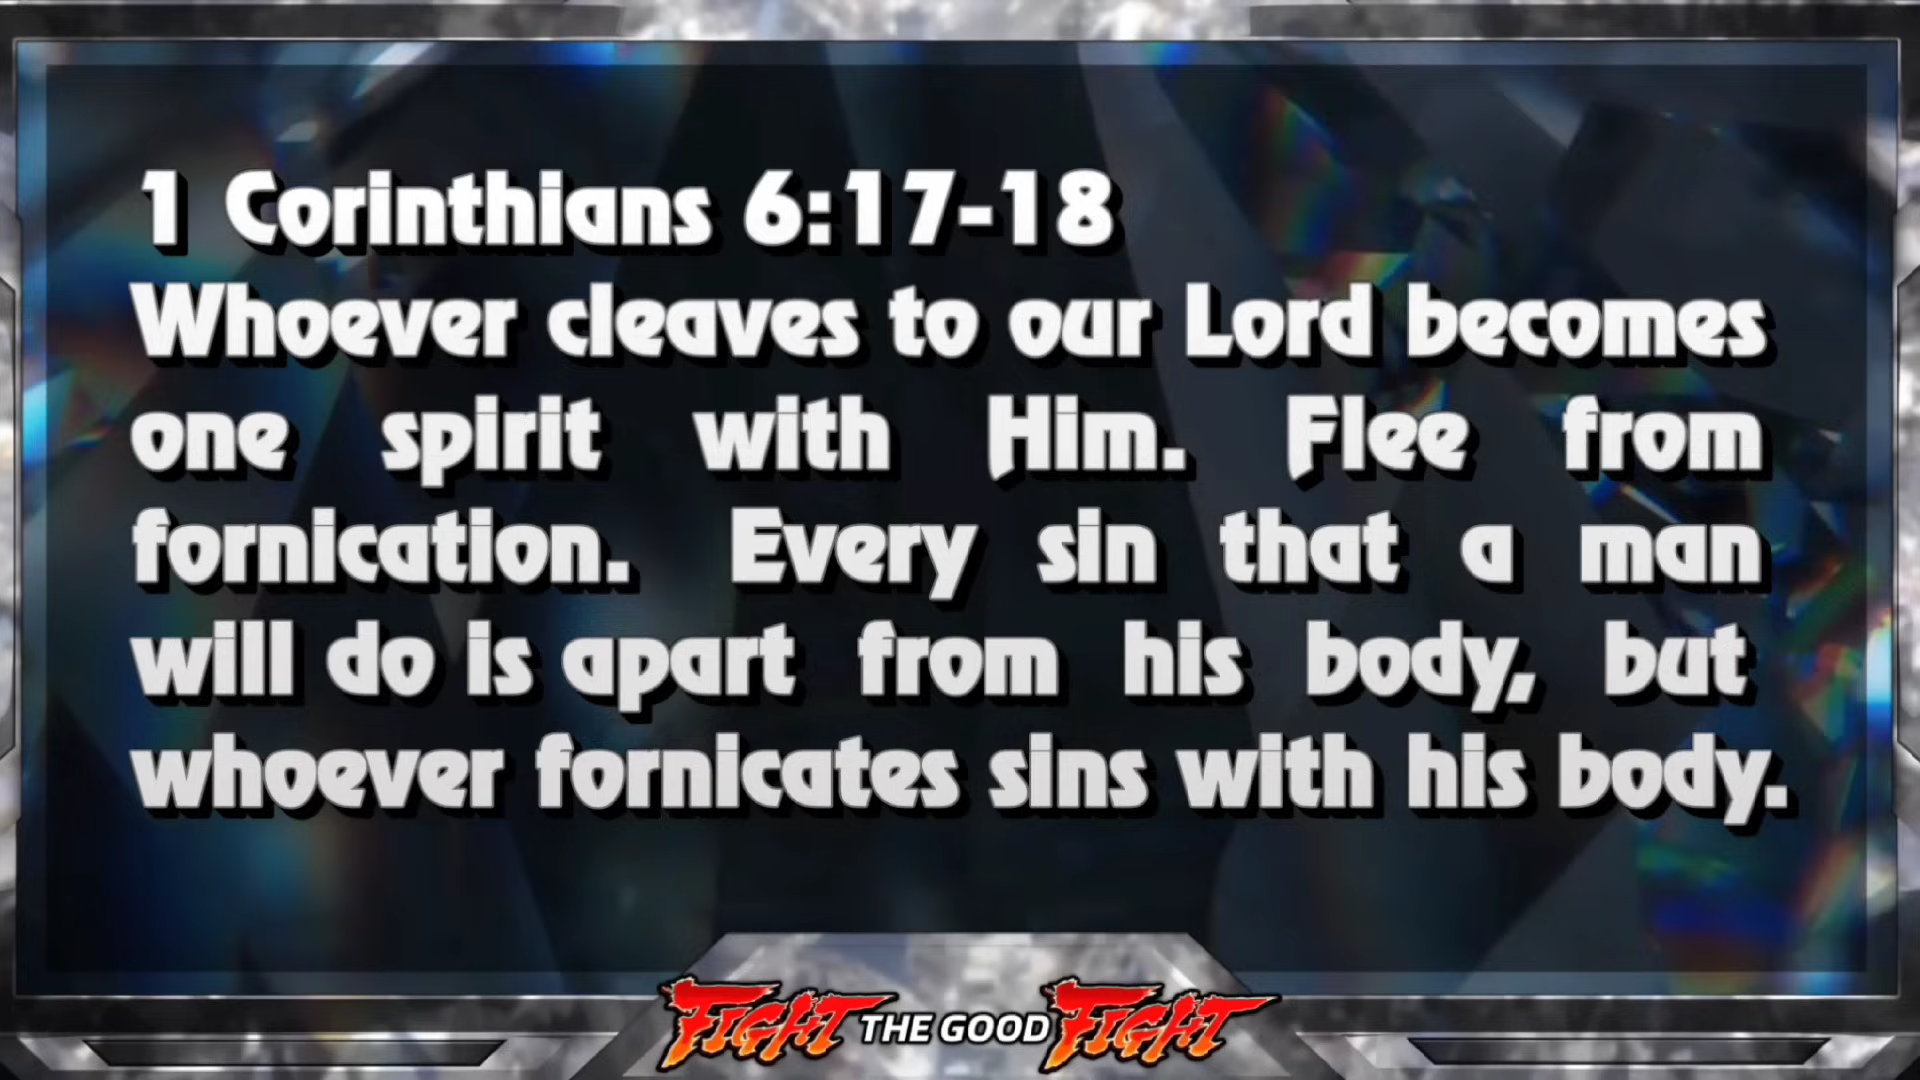 1 Corinthians 6:17-18
Whoever cleaves to our Lord becomes
one spirit with Him. Flee from
fornication. Every sin that a man
will do is apart from his body, but
whoever fornicates sins with his body.
FIGHT THE GOOD FIGHT